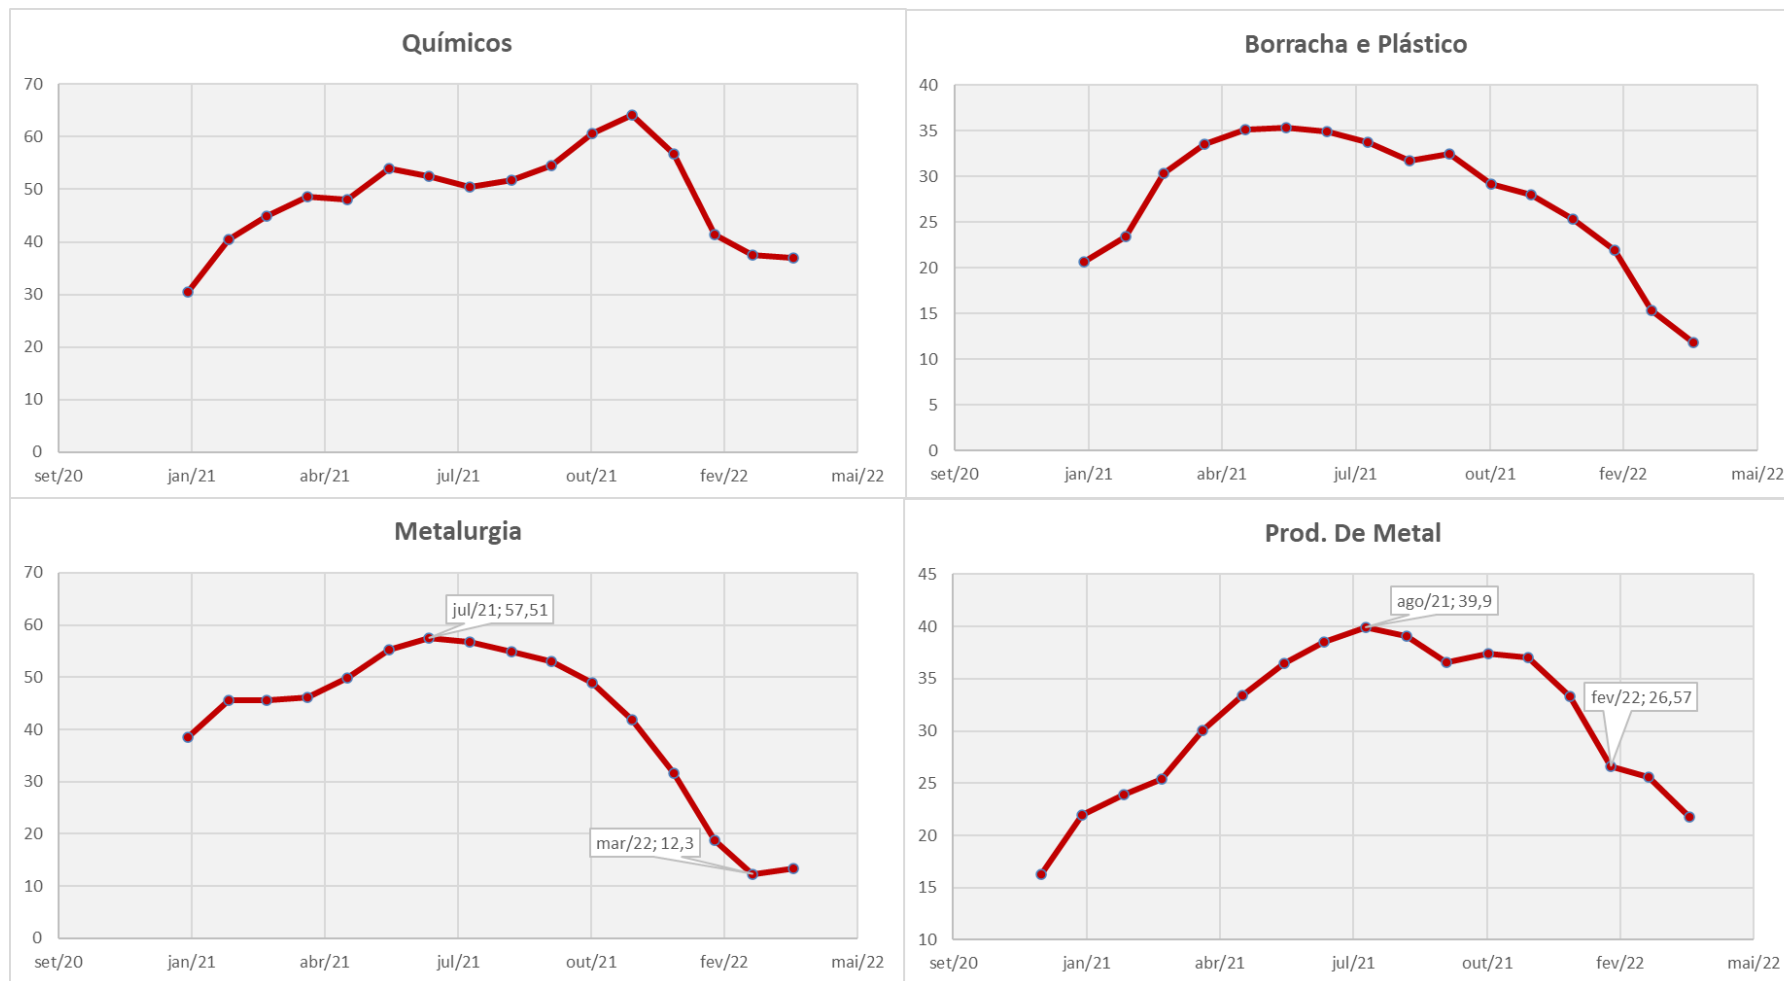 Químicos
70
60
50
40
30
20
10
0
set/20 jan/21 abr/21 jul/21 out/21 fev/22 mai/22
Borracha e Plástico
40
35
30
25
20
15
10
5
0
set/20 jan/21 abr/21 jul/21 out/21 fev/22 mai/22
Metalurgia
70
60
50
40
30
20
10
0
jul/21; 57,51
mar/22; 12,3
set/20 jan/21 abr/21 jul/21 out/21 fev/22 mai/22
Prod. De Metal
45
40
35
30
25
20
15
10
ago/21; 39,9
fev/22; 26,57
set/20 jan/21 abr/21 jul/21 out/21 fev/22 mai/22